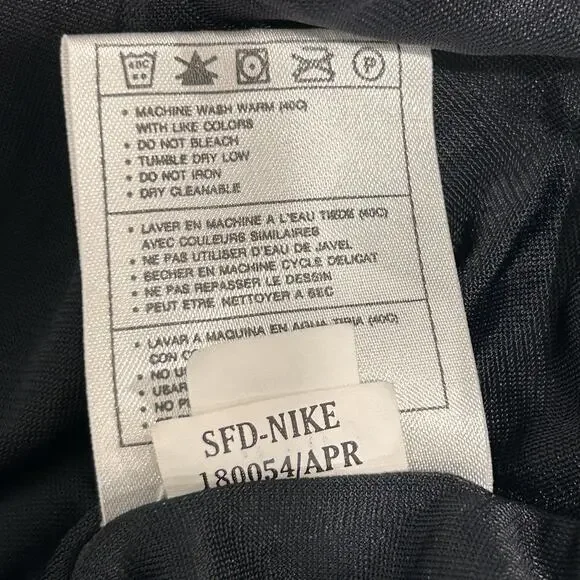 40C
P
• MACHINE WASH WARM (40C)
WITH LIKE COLORS
• DO NOT BLEACH
• TUMBLE DRY LOW
• DO NOT IRON
• DRY CLEANABLE
• LAVER EN MACHINE A L'EAU TIEDE (40C)
AVEC COULEURS SIMILAIRES
• NE PAS UTILISER D'EAU DE JAVEL
• SECHER EN MACHINE CYCLE DELICAT
• NE PAS REPASSER LE DESSIN
• PEUT ETRE NETTOYER A SEC
• LAVAR A MAQUINA EN AGUA TIBIA (40C)
CON
• NO
•
• NO
SFD-NIKE
180054/APR